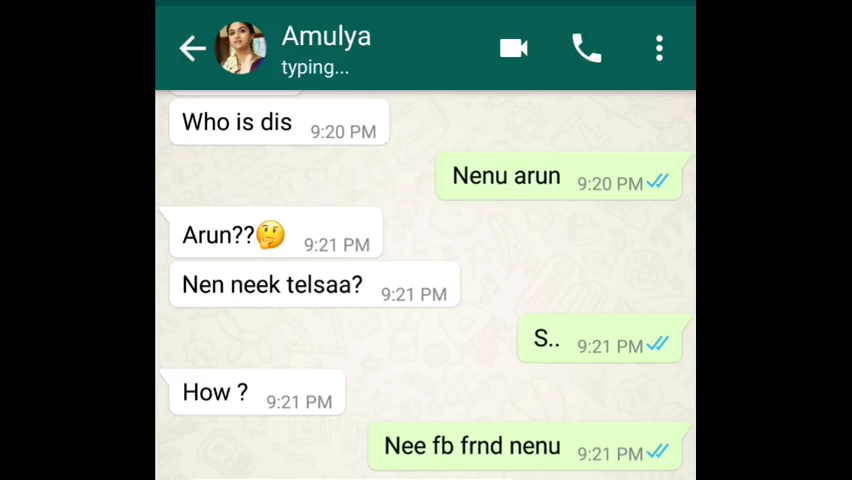 Amulya
typing...
Who is dis 9:20 PM
Nenu arun 9:20 PM
Arun??🤔 9:21 PM
Nen neek telsaa? 9:21 PM
S.. 9:21 PM
How ? 9:21 PM
Nee fb frnd nenu 9:21 PM